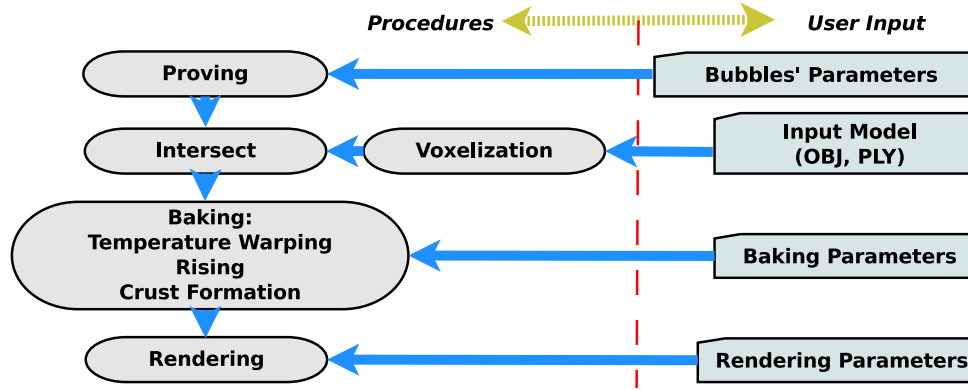 Procedures
User Input
Proving
Bubbles' Parameters
Intersect
Voxelization
Input Model
(OBJ, PLY)
Baking:
Temperature Warping
Rising
Crust Formation
Baking Parameters
Rendering
Rendering Parameters